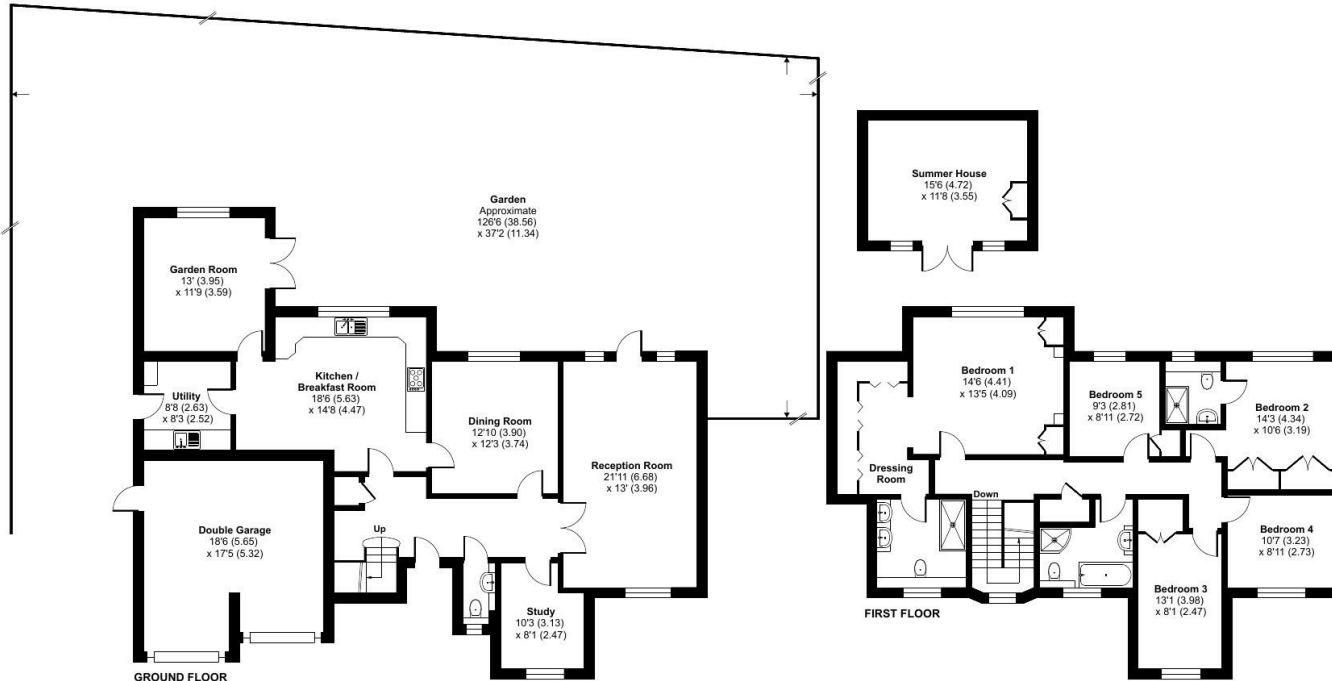 Garden
Approximate
126'6 (38.56)
x 37'2 (11.34)
Summer House
15'6 (4.72)
x 11'8 (3.55)
Garden Room
13' (3.95)
x 11'9 (3.59)
Kitchen /
Breakfast Room
18'6 (5.63)
x 14'8 (4.47)
Utility
8'8 (2.63)
x 8'3 (2.52)
Dining Room
12'10 (3.90)
x 12'3 (3.74)
Reception Room
21'11 (6.68)
x 13' (3.96)
Double Garage
18'6 (5.65)
x 17'5 (5.32)
Up
Study
10'3 (3.13)
x 8'1 (2.47)
GROUND FLOOR
Bedroom 1
14'6 (4.41)
x 13'5 (4.09)
Bedroom 5
9'3 (2.81)
x 8'11 (2.72)
Bedroom 2
14'3 (4.34)
x 10'6 (3.19)
Dressing
Room
Down
Bedroom 4
10'7 (3.23)
x 8'11 (2.73)
Bedroom 3
13'1 (3.98)
x 8'1 (2.47)
FIRST FLOOR